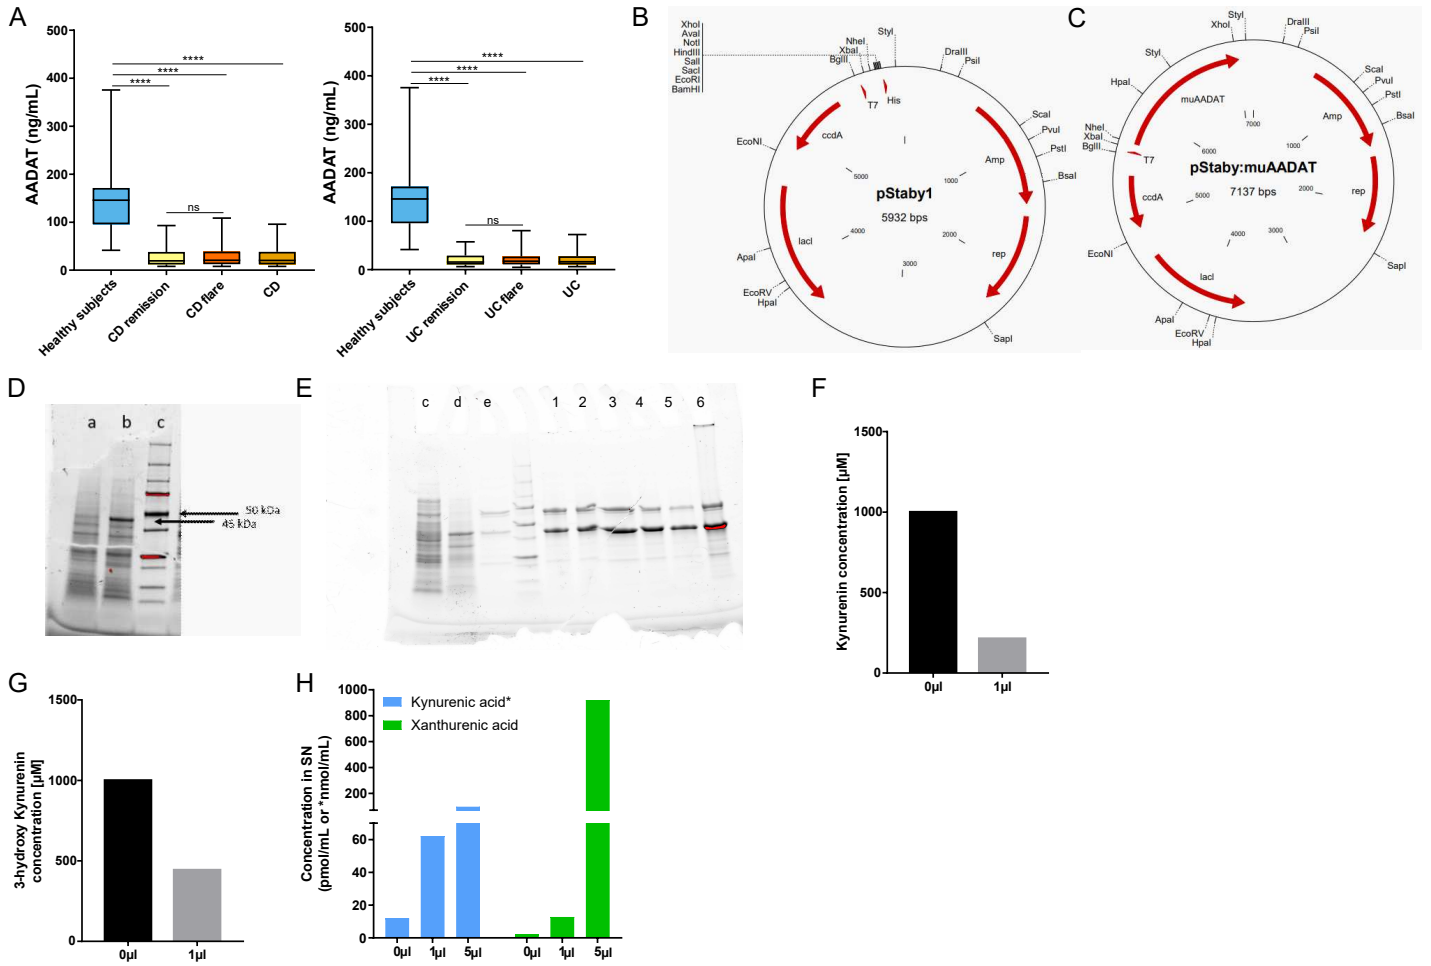 A
AADAT (ng/mL)
500
400
300
200
100
0
****
****
****
ns
Healthy subjects
CD remission
CD flare
CD
AADAT (ng/mL)
500
400
300
200
100
0
****
****
****
ns
Healthy subjects
UC remission
UC flare
UC
B
XhoI
AvaI
NotI
HindIII
SalI
SacI
EcoRI
BamHI
NheI
XbaI
BglII
StyI
DraIII
PsiI
ScaI
PvuI
PstI
BsaI
SapI
EcoNI
ApaI
EcoRV
HpaI
T7
His
ccdA
Amp
rep
lacI
1000
2000
3000
4000
5000
pStaby1
5932 bps
C
StyI
XhoI
StyI
HpaI
NheI
XbaI
BglII
DraIII
PsiI
ScaI
PvuI
PstI
BsaI
SapI
EcoNI
ApaI
EcoRV
HpaI
muAADAT
T7
ccdA
Amp
rep
lacI
7000
1000
2000
3000
4000
5000
6000
pStaby:muAADAT
7137 bps
D
a b c
50 kDa
45 kDa
E
c d e 1 2 3 4 5 6
F
Kynurenin concentration [µM]
1500
1000
500
0
0µl 1µl
G
3-hydroxy Kynurenin
concentration [µM]
1500
1000
500
0
0µl 1µl
H
Concentration in SN
(pmol/mL or *nmol/mL)
1000
800
600
400
200
60
40
20
0
Kynurenic acid*
Xanthurenic acid
0µl 1µl 5µl 0µl 1µl 5µl